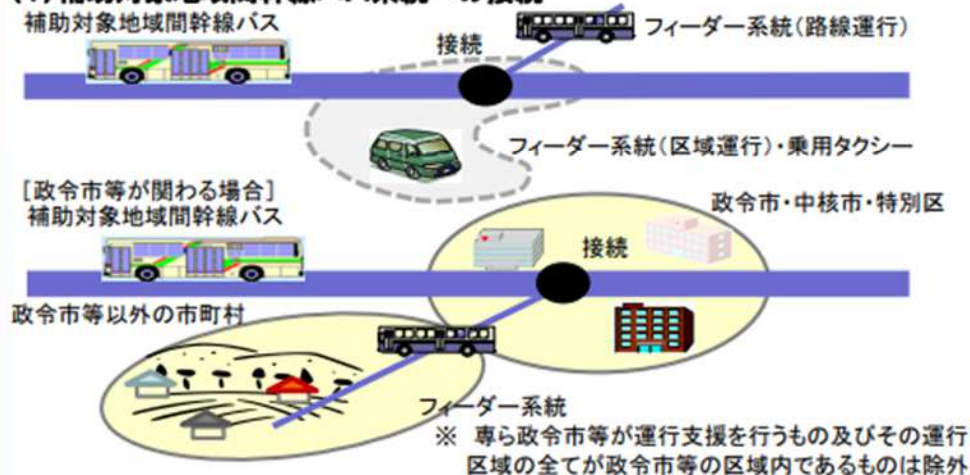 補助対象地域間幹線バス
フィーダー系統(路線運行)
接続
フィーダー系統(区域運行)・乗用タクシー
[政令市等が関わる場合]
補助対象地域間幹線バス
政令市・中核市・特別区
接続
政令市等以外の市町村
フィーダー系統
※ 専ら政令市等が運行支援を行うもの及びその運行
区域の全てが政令市等の区域内であるものは除外